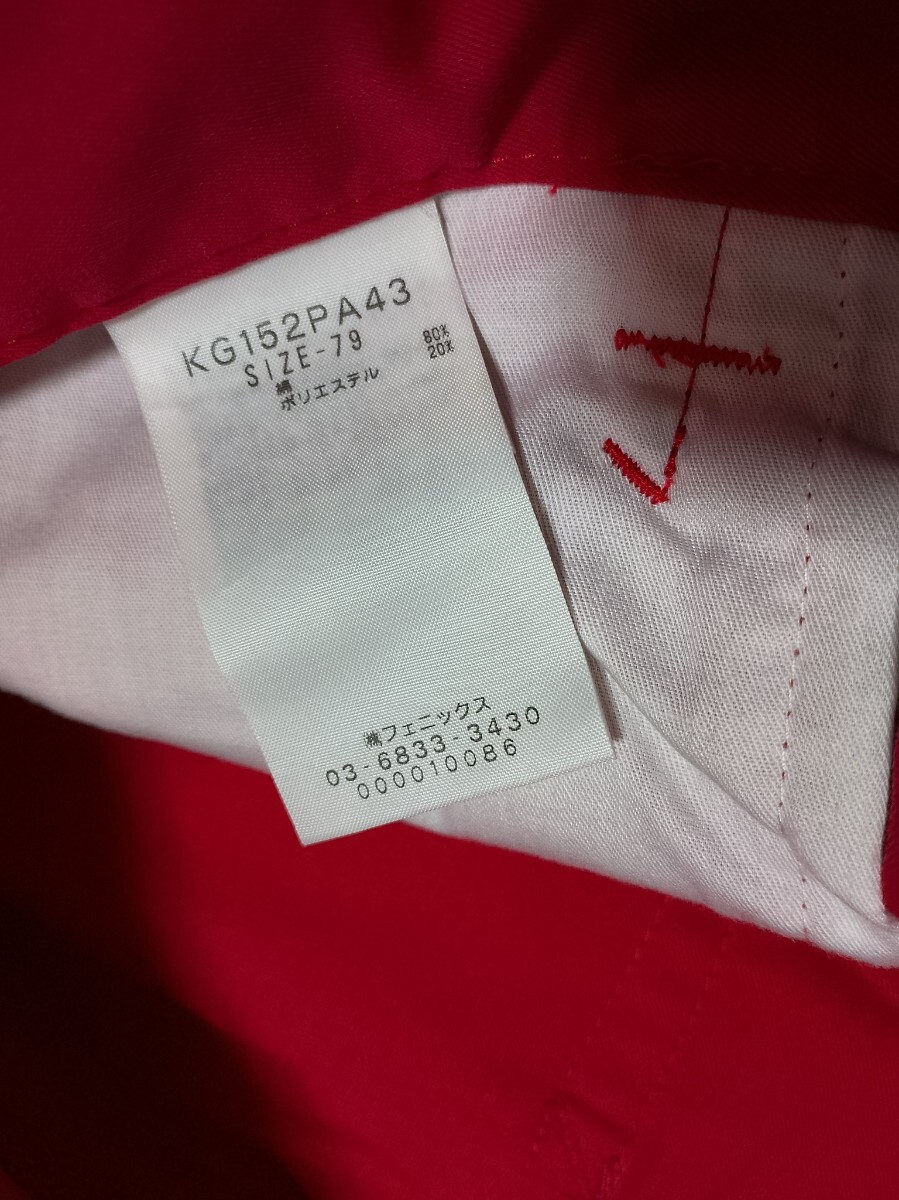 KG152PA43
SIZE-79
綿 80%
ポリエステル 20%
㈱フェニックス
03-6833-3430
000010086